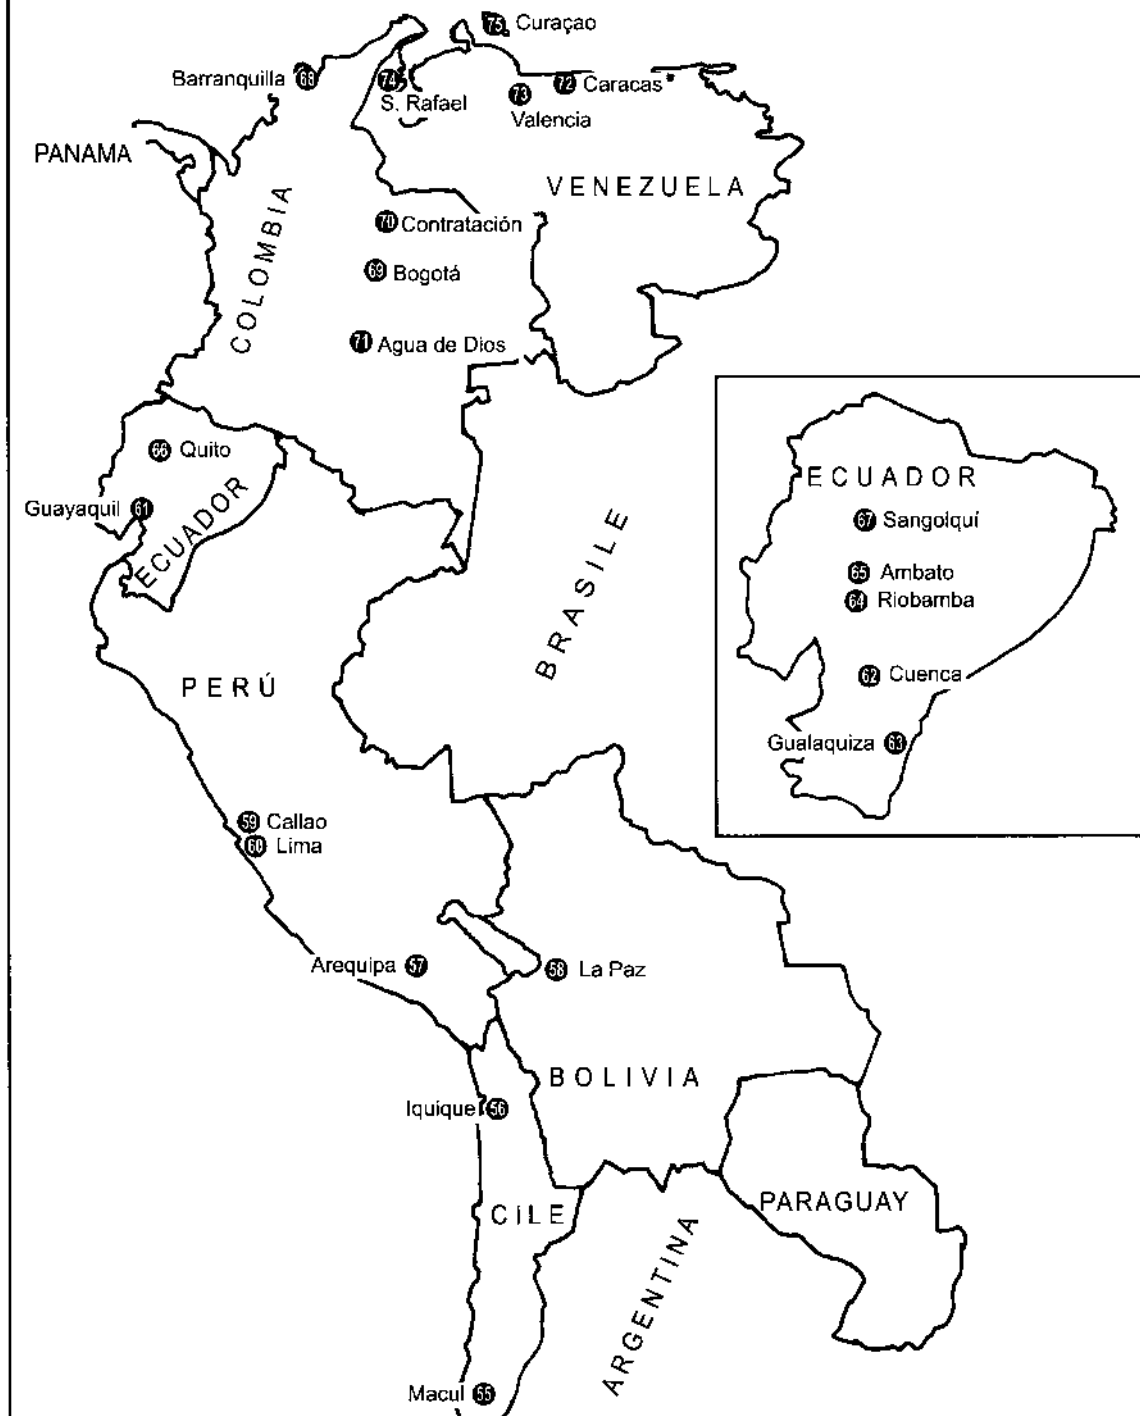 75 Curaçao
Barranquilla 68
74
S. Rafael
73
Valencia
72 Caracas
PANAMA
VENEZUELA
COLOMBIA
70 Contratación
69 Bogotá
71 Agua de Dios
66 Quito
Guayaquil 61
ECUADOR
BRASILE
PERÚ
ECUADOR
67 Sangolquí
65 Ambato
64 Riobamba
62 Cuenca
Gualaquiza 63
59 Callao
60 Lima
Arequipa 57
58 La Paz
BOLIVIA
Iquique 56
CILE
PARAGUAY
ARGENTINA
Macul 55